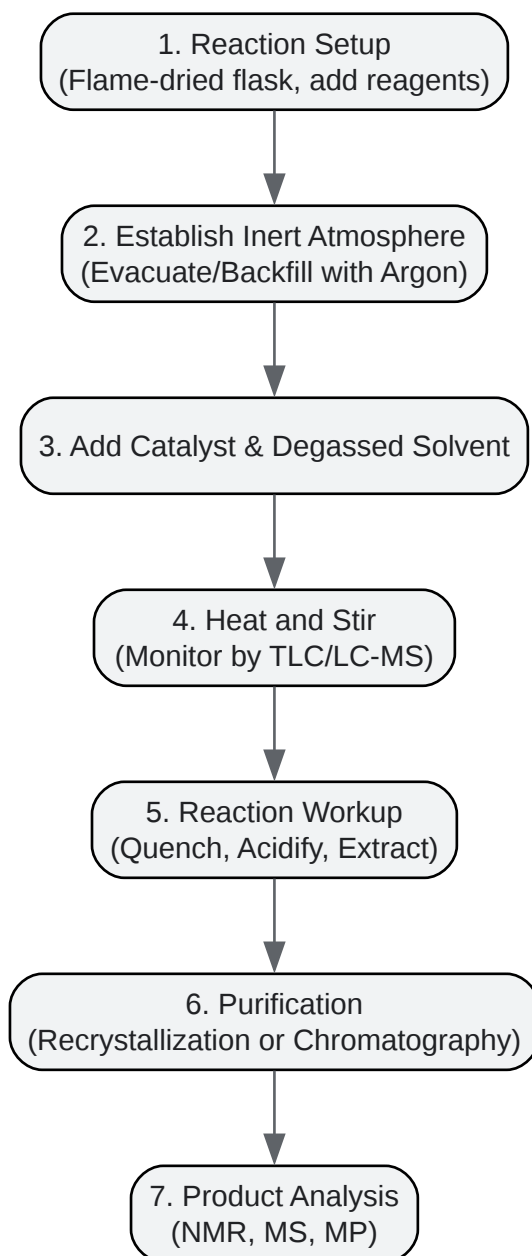 1. Reaction Setup
(Flame-dried flask, add reagents)
2. Establish Inert Atmosphere
(Evacuate/Backfill with Argon)
3. Add Catalyst & Degassed Solvent
4. Heat and Stir
(Monitor by TLC/LC-MS)
5. Reaction Workup
(Quench, Acidify, Extract)
6. Purification
(Recrystallization or Chromatography)
7. Product Analysis
(NMR, MS, MP)